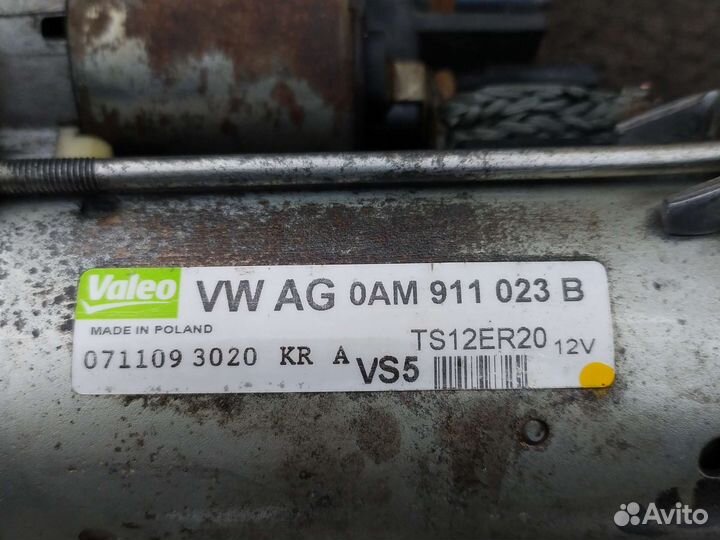 Valeo VW AG 0AM 911 023 B
MADE IN POLAND
TS12ER20 12V
071109 3020 KR A VS5
Avito